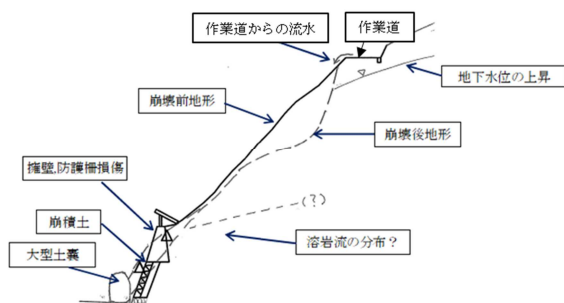 作業道からの流水
作業道
地下水位の上昇
崩壊前地形
崩壊後地形
擁壁,防護柵損傷
(?)
崩積土
溶岩流の分布？
大型土嚢